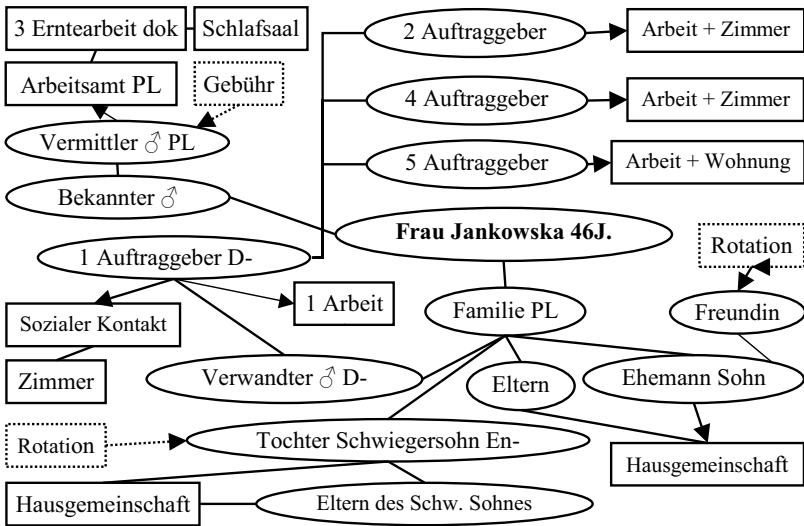 3 Erntearbeit dok
Schlafsaal
2 Auftraggeber
Arbeit + Zimmer
Arbeitsamt PL
Gebühr
4 Auftraggeber
Arbeit + Zimmer
Vermittler ♂ PL
5 Auftraggeber
Arbeit + Wohnung
Bekannter ♂
Frau Jankowska 46J.
Rotation
1 Auftraggeber D-
1 Arbeit
Familie PL
Freundin
Sozialer Kontakt
Zimmer
Verwandter ♂ D-
Eltern
Ehemann Sohn
Rotation
Tochter Schwiegersohn En-
Hausgemeinschaft
Hausgemeinschaft
Eltern des Schw. Sohnes